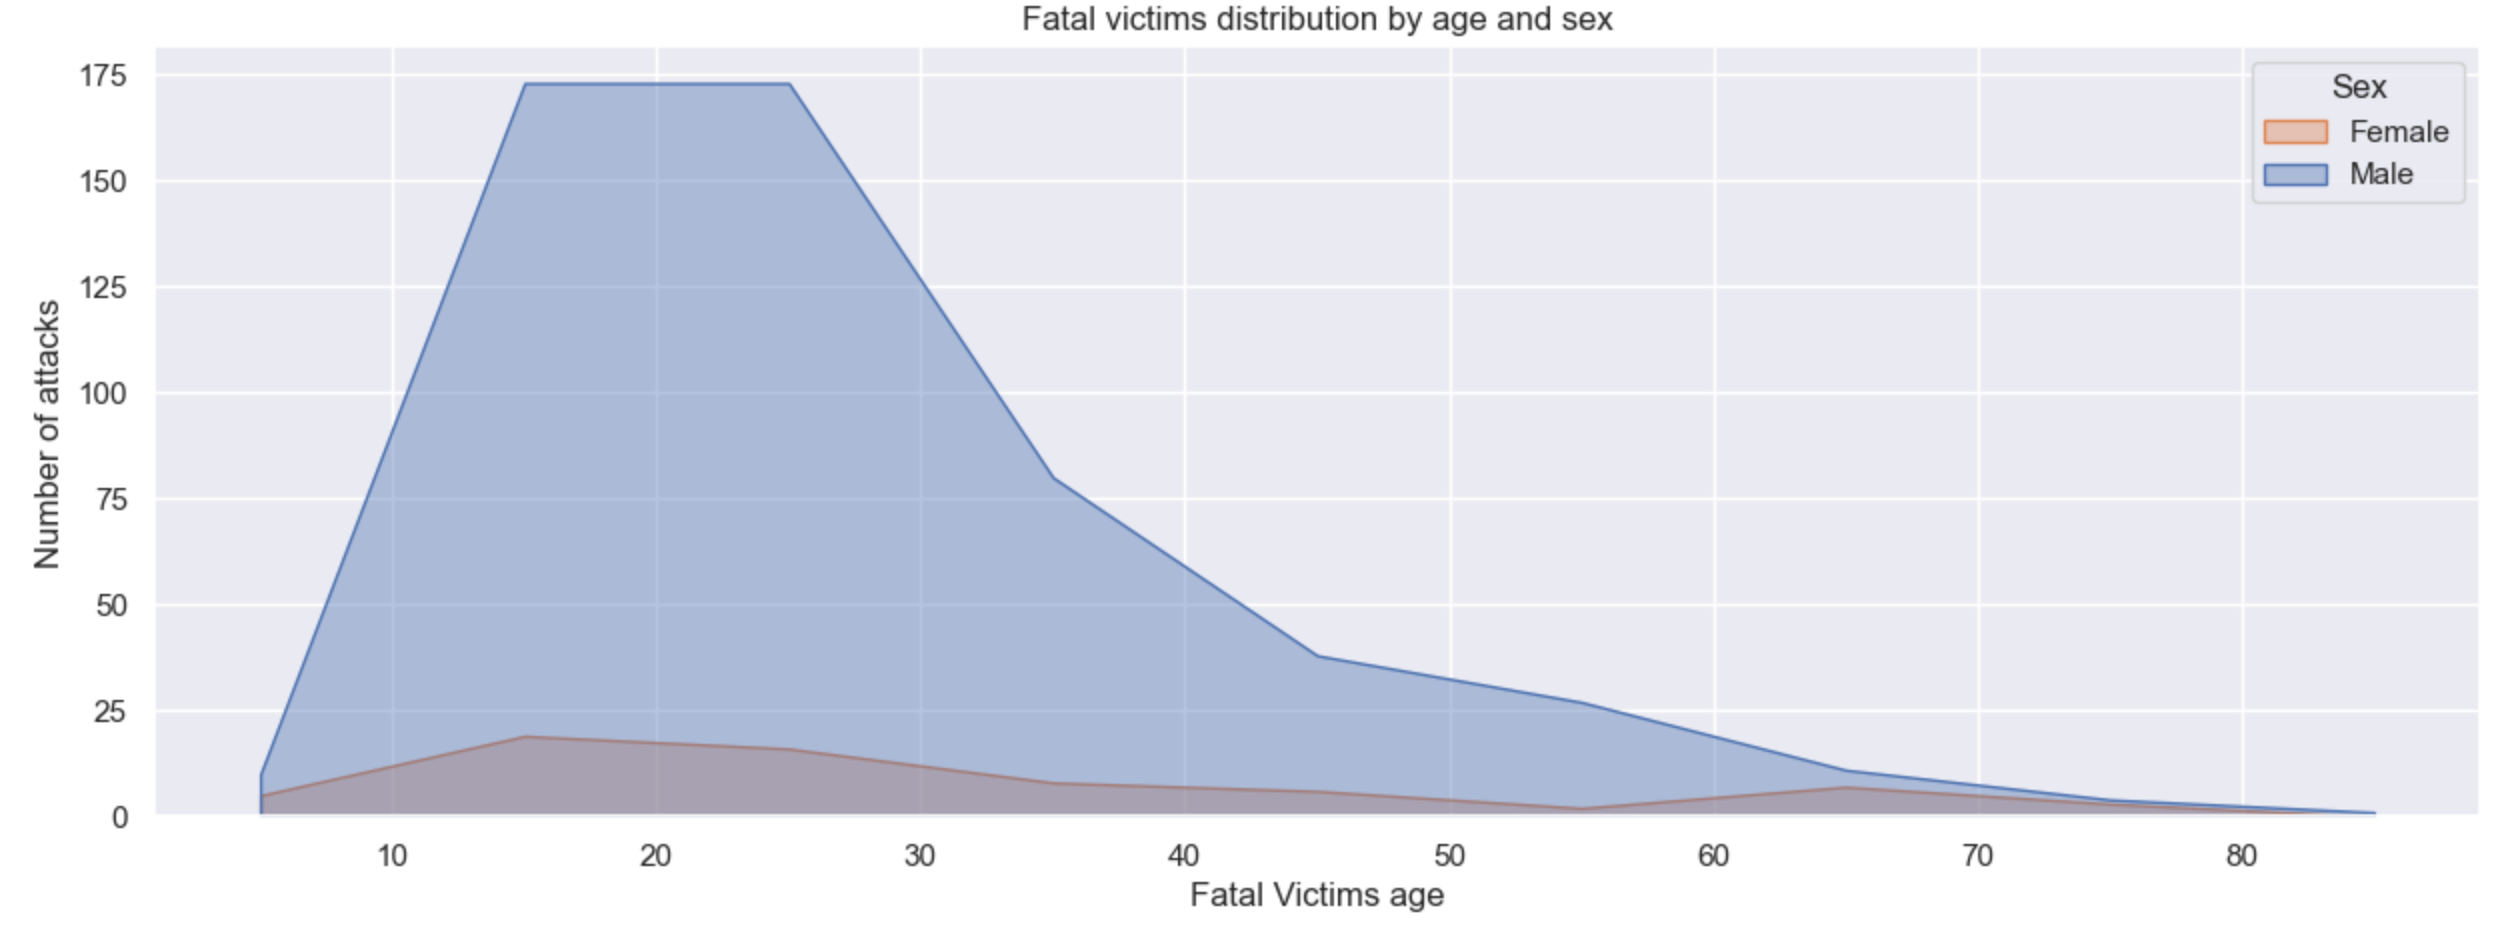 Fatal victims distribution by age and sex
175
150
125
100
75
50
25
0
Number of attacks
Sex
Female
Male
10 20 30 40 50 60 70 80
Fatal Victims age